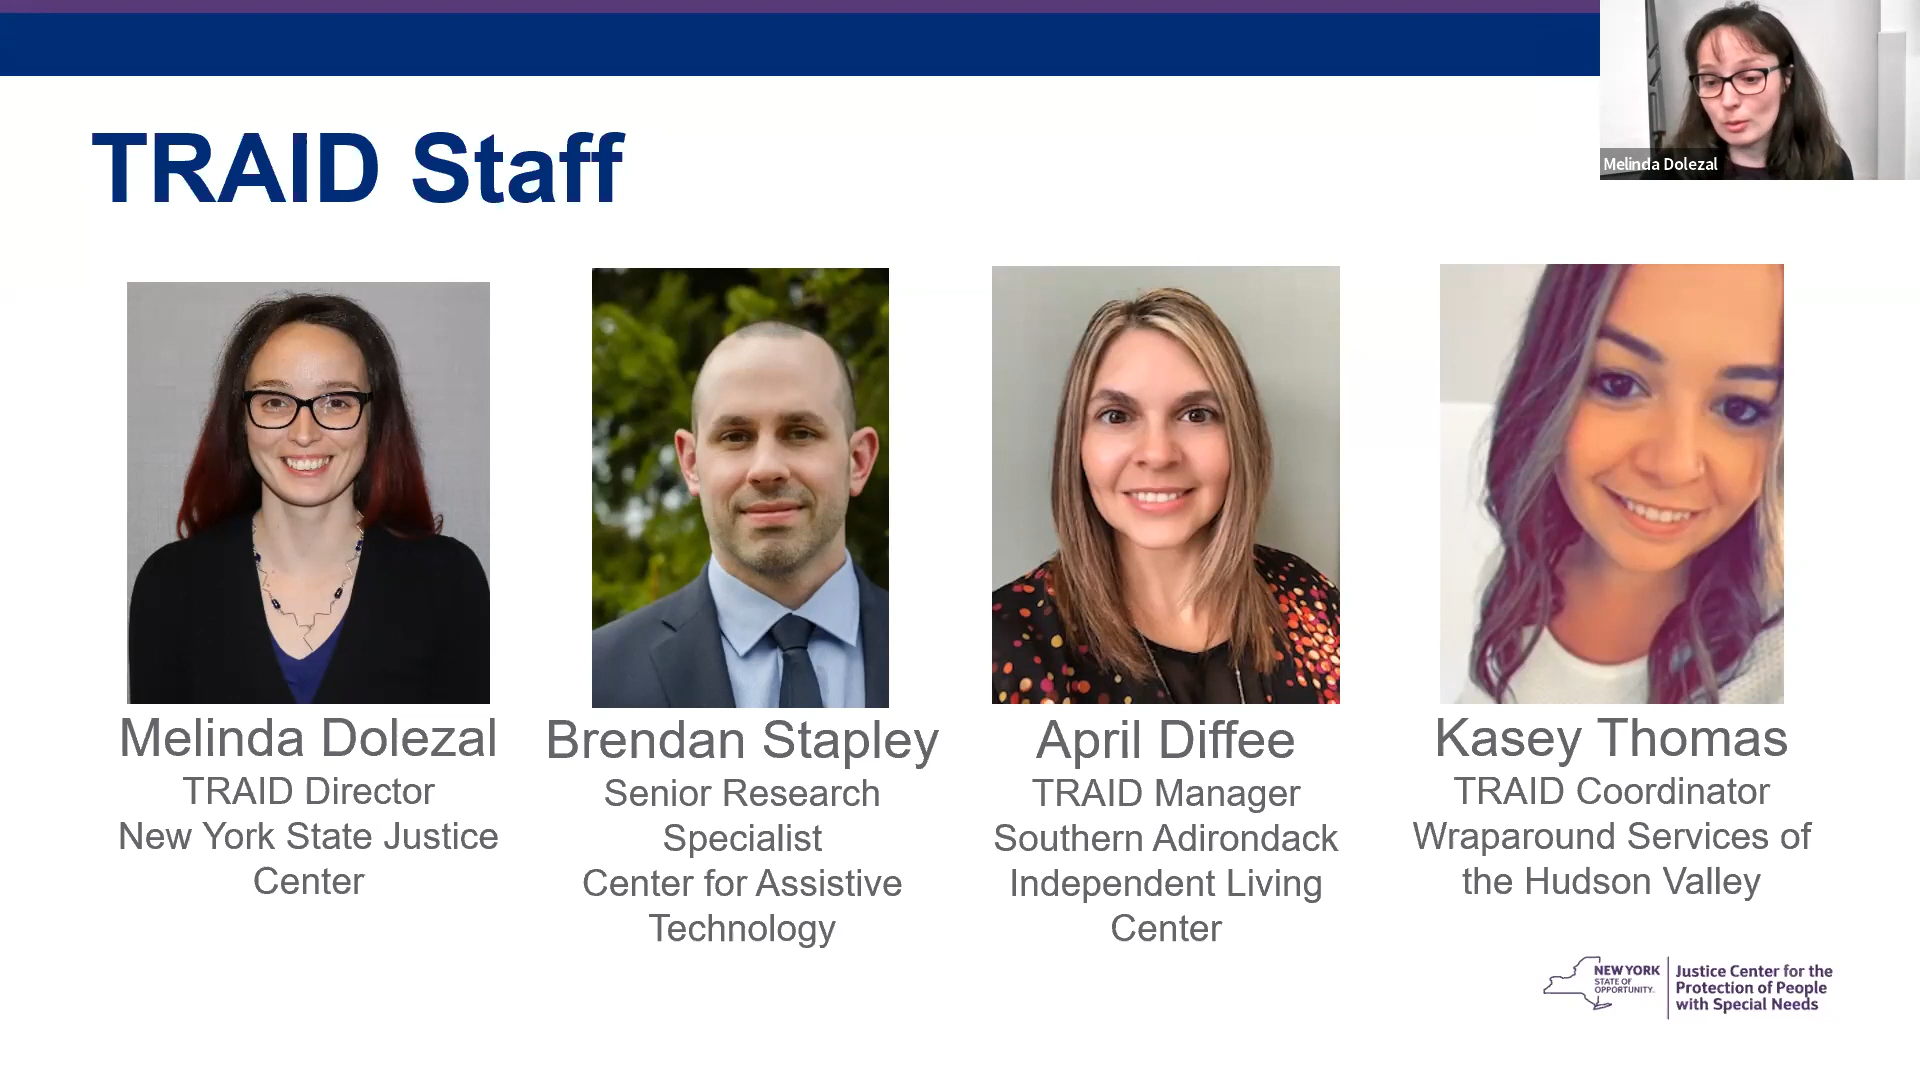 TRAID Staff
Melinda Dolezal
Melinda Dolezal
TRAID Director
New York State Justice
Center
Brendan Stapley
Senior Research
Specialist
Center for Assistive
Technology
April Diffee
TRAID Manager
Southern Adirondack
Independent Living
Center
Kasey Thomas
TRAID Coordinator
Wraparound Services of
the Hudson Valley
NEW YORK
STATE OF
OPPORTUNITY.
Justice Center for the
Protection of People
with Special Needs